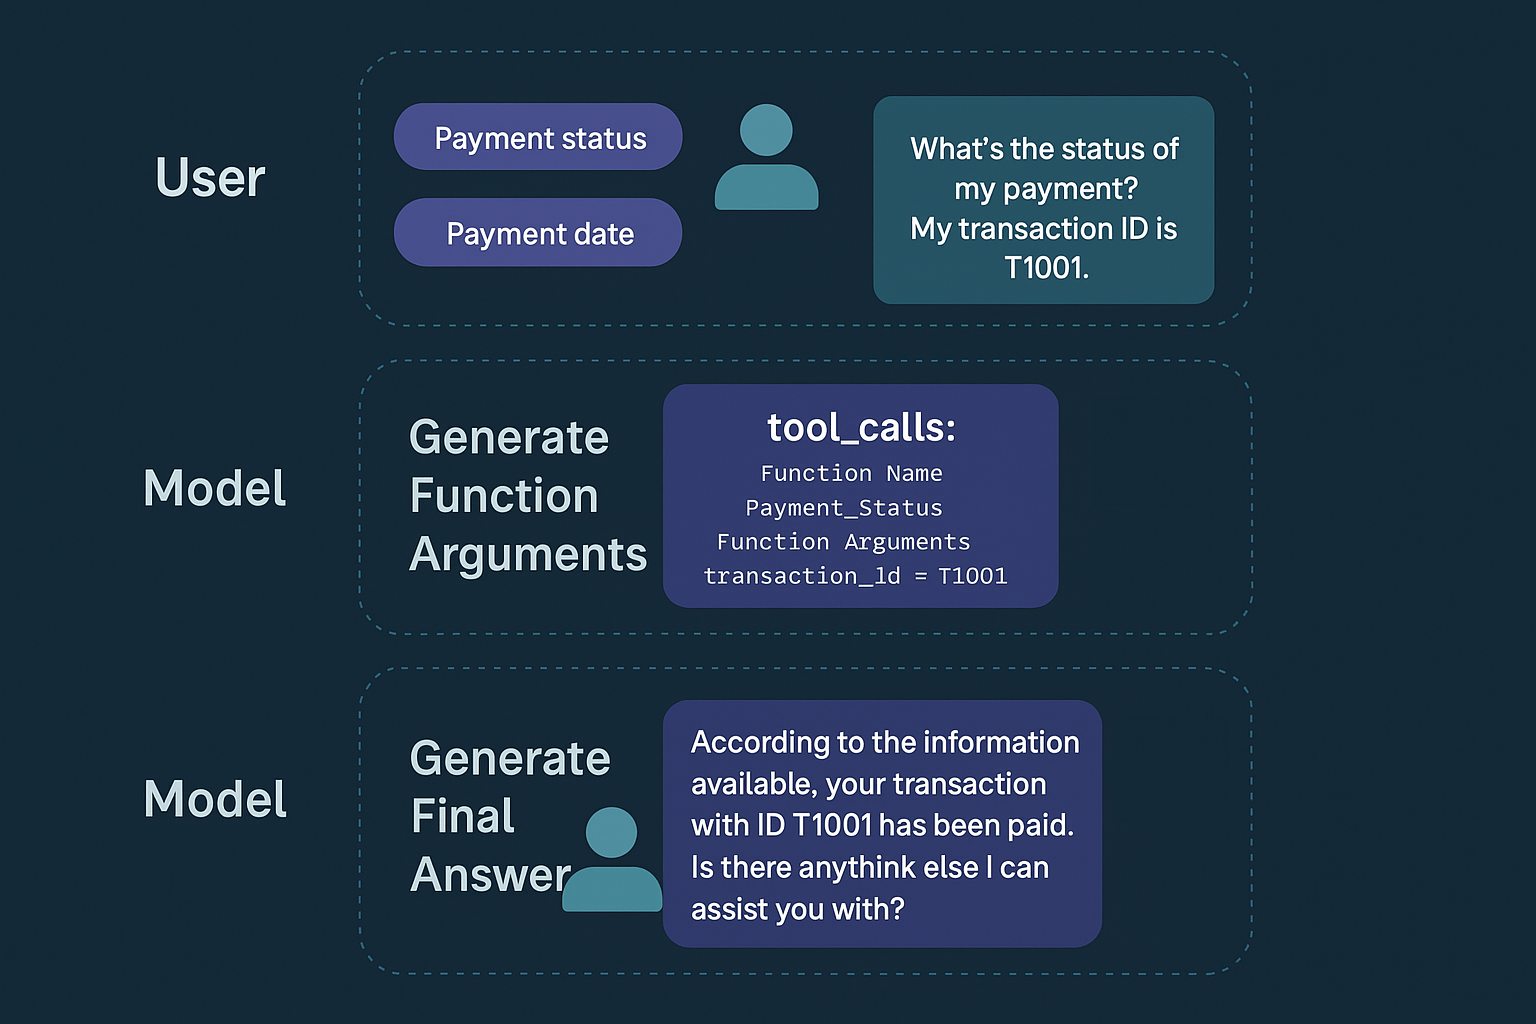 User
Payment status
Payment date
What's the status of
my payment?
My transaction ID is
T1001.
Model
Generate
Function
Arguments
tool_calls:
Function Name
Payment_Status
Function Arguments
transaction_1d = T1001
Model
Generate
Final
Answer
According to the information
available, your transaction
with ID T1001 has been paid.
Is there anythink else I can
assist you with?